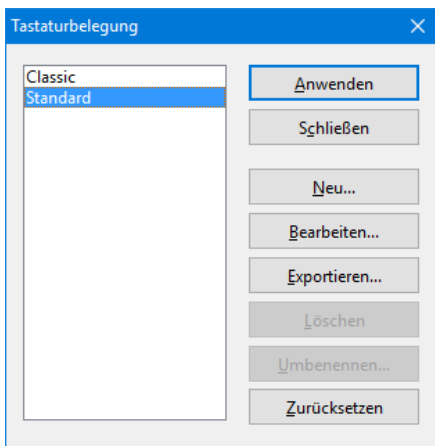 Tastaturbelegung
Classic
Standard
Anwenden
Schließen
Neu...
Bearbeiten...
Exportieren...
Löschen
Umbenennen...
Zurücksetzen